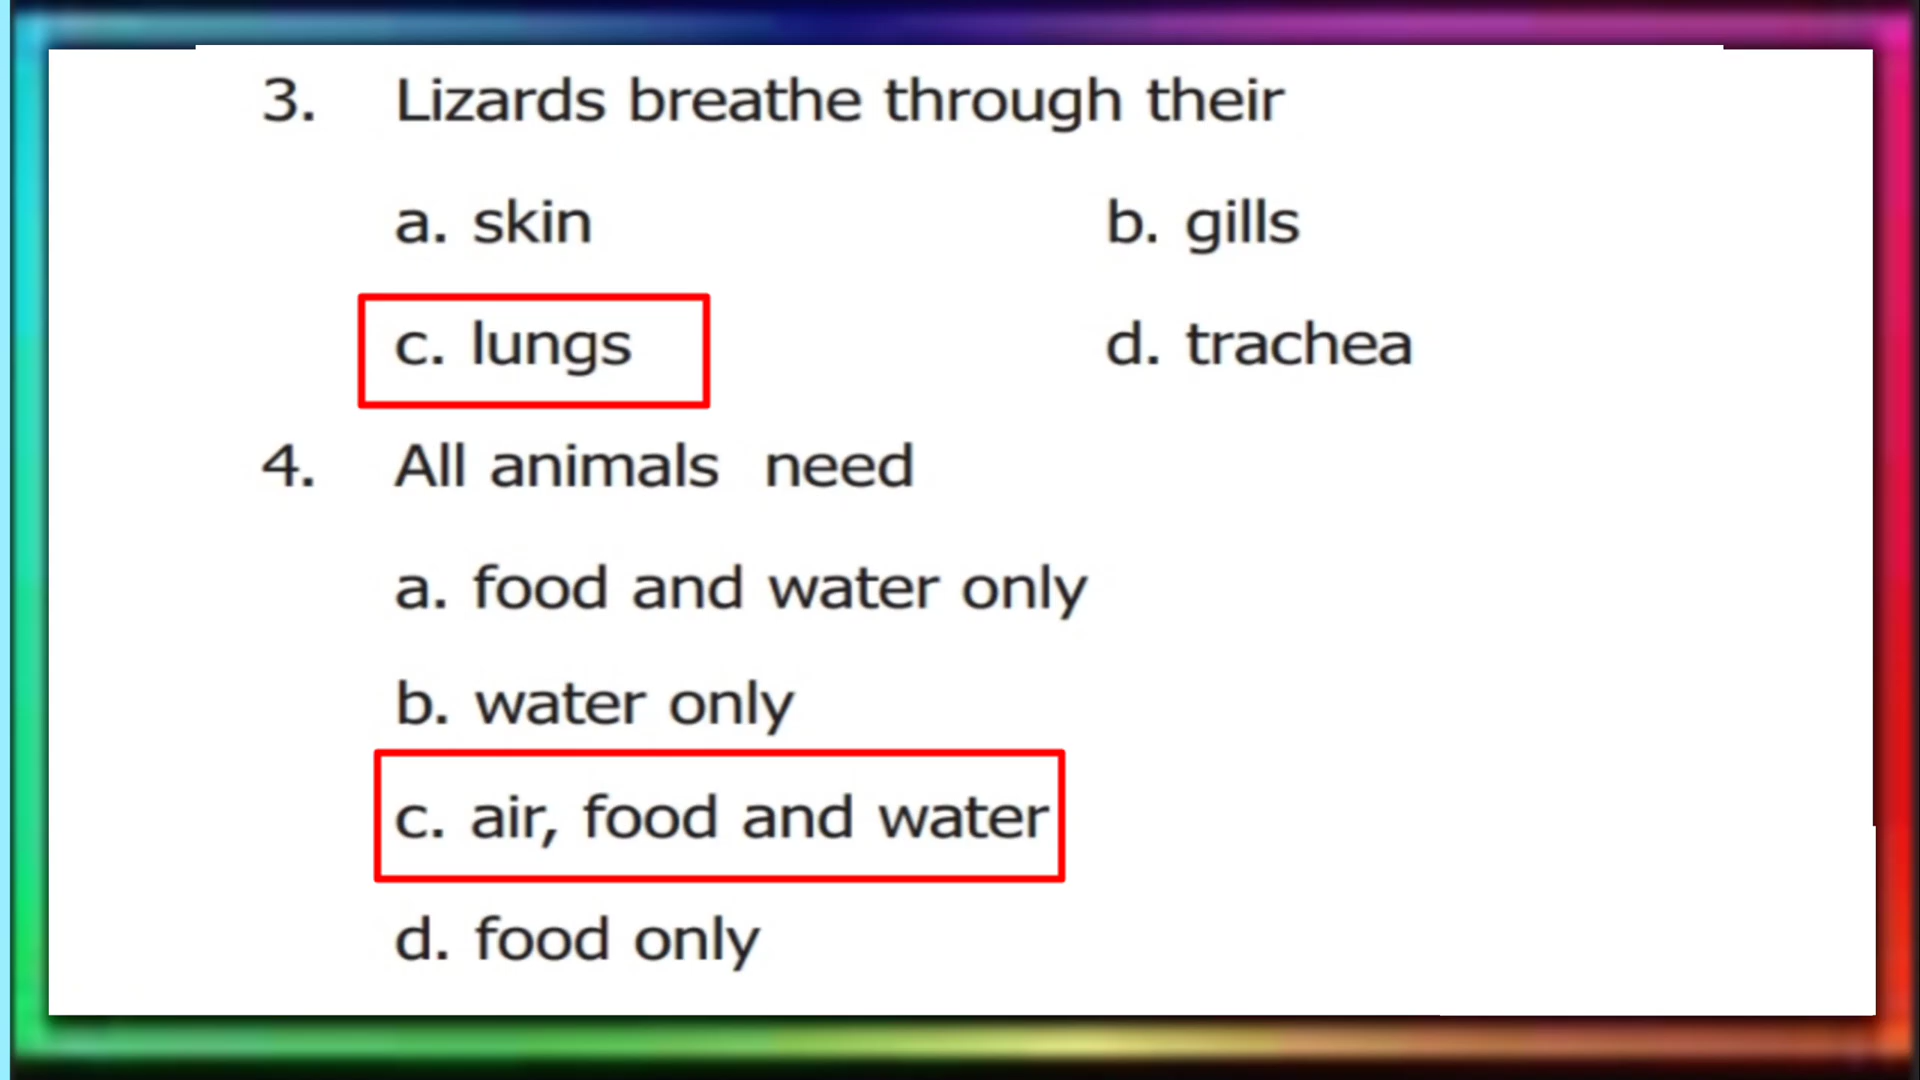 3. Lizards breathe through their
a. skin b. gills
c. lungs d. trachea
4. All animals need
a. food and water only
b. water only
c. air, food and water
d. food only